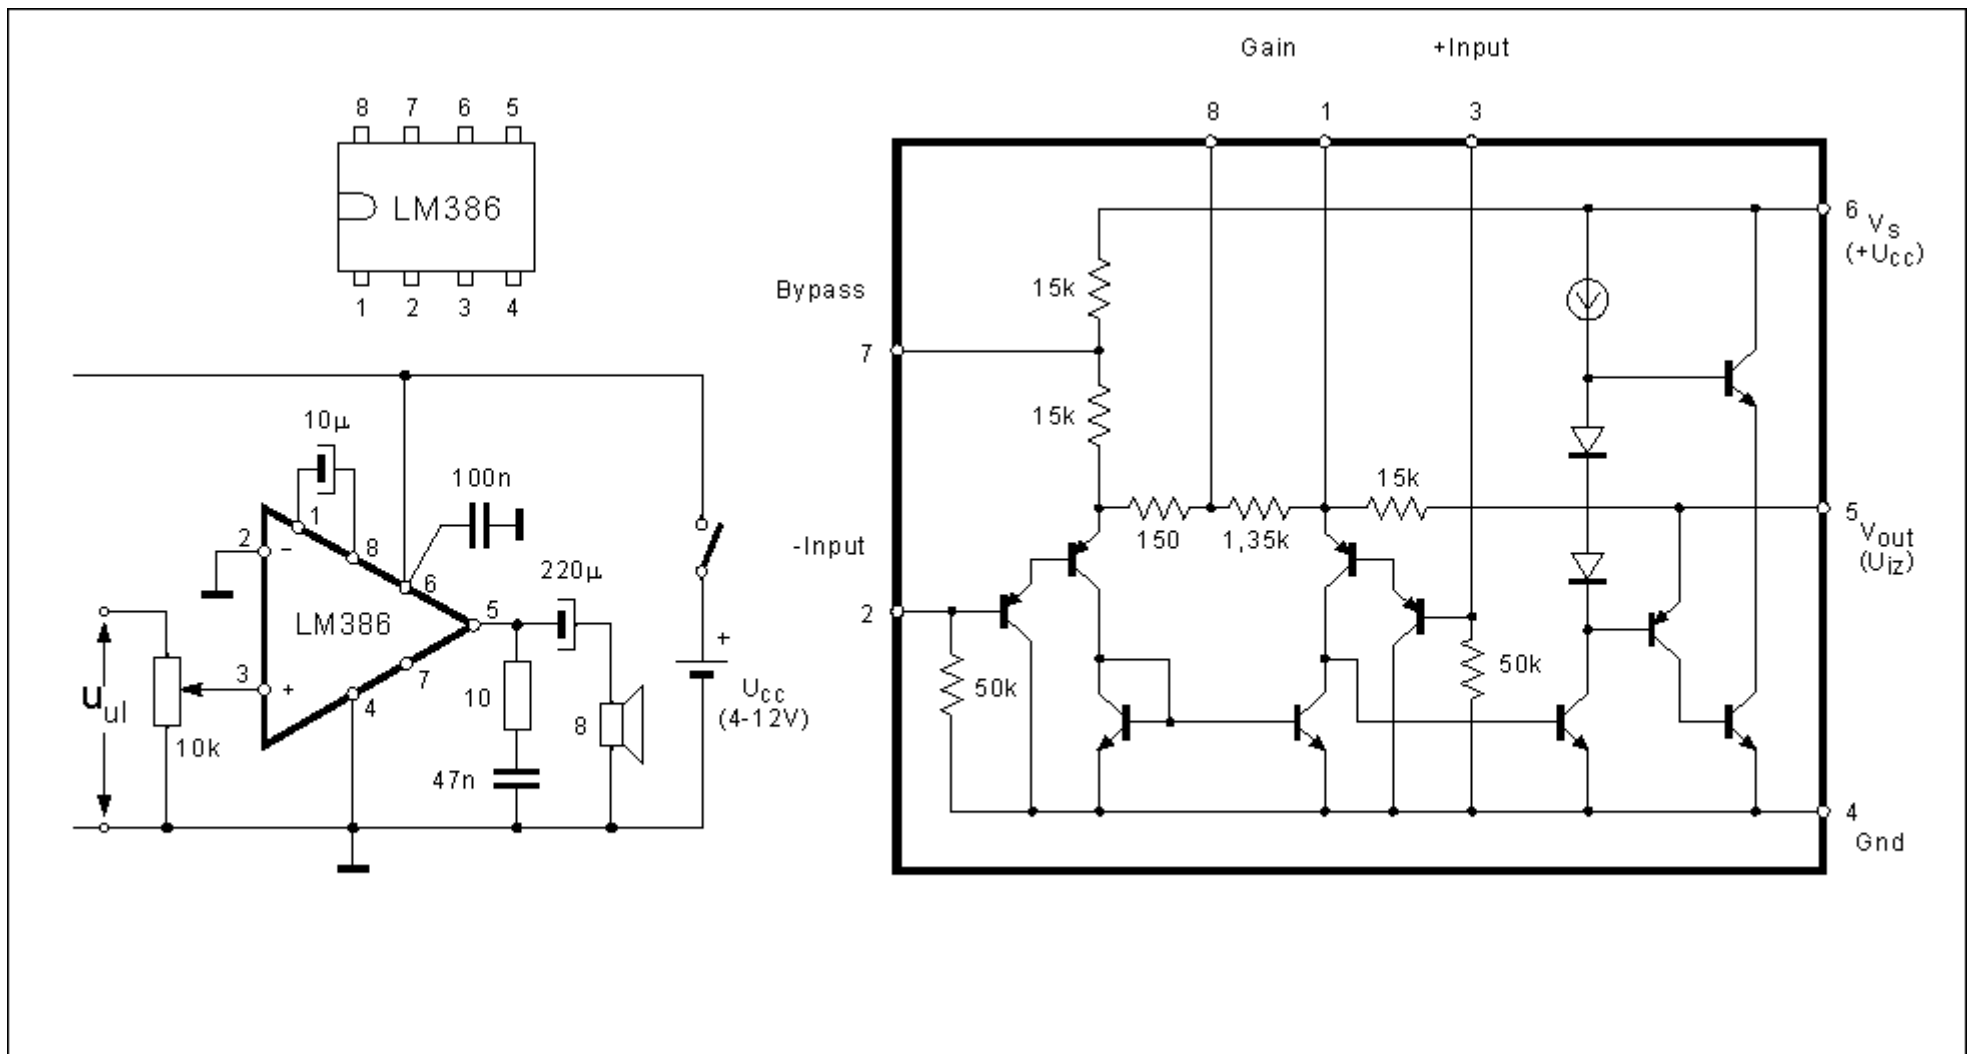 8 7 6 5
LM386
1 2 3 4
10µ
100n
1
2
−
8
6
220µ
LM386
5
3
+
7
4
u ul
10k
10
47n
8
+
Ucc
(4-12V)
Gain +Input
8 1 3
6 Vs
(+Ucc)
Bypass
15k
7
15k
15k
150 1,35k
5 Vout
(Uiz)
-Input
2
50k
50k
4
Gnd